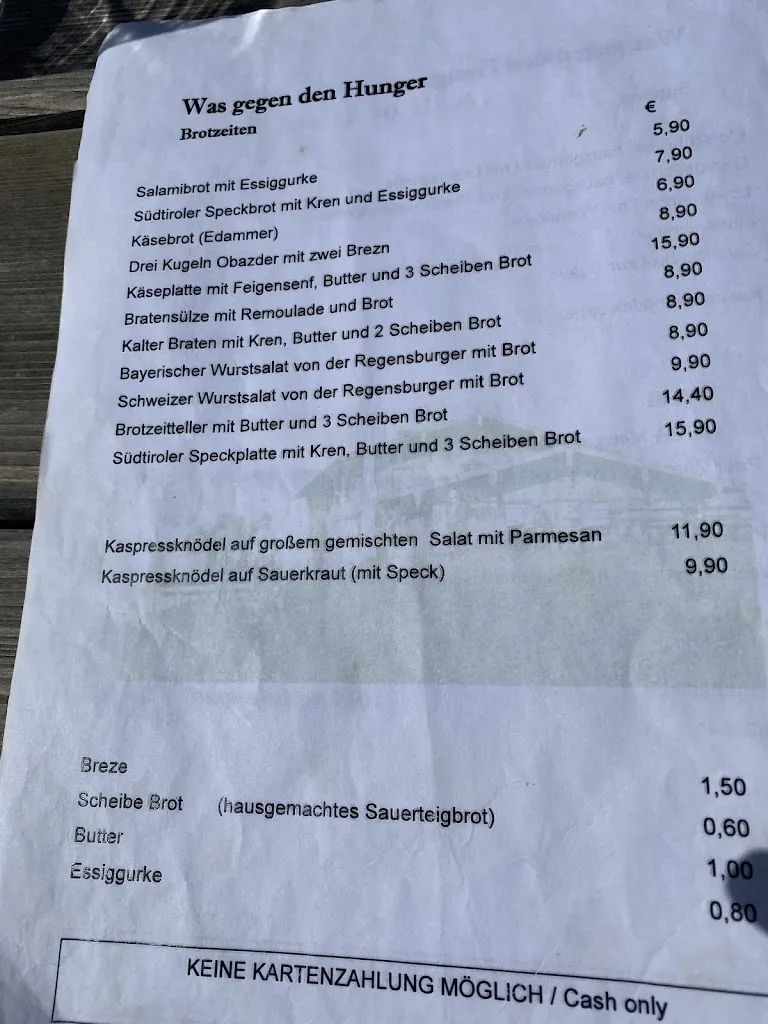 Was gegen den Hunger
Brotzeiten €
Salamibrot mit Essiggurke 5,90
Südtiroler Speckbrot mit Kren und Essiggurke 7,90
Käsebrot (Edammer) 6,90
Drei Kugeln Obazder mit zwei Brezn 8,90
Käseplatte mit Feigensenf, Butter und 3 Scheiben Brot 15,90
Bratensülze mit Remoulade und Brot 8,90
Kalter Braten mit Kren, Butter und 2 Scheiben Brot 8,90
Bayerischer Wurstsalat von der Regensburger mit Brot 8,90
Schweizer Wurstsalat von der Regensburger mit Brot 9,90
Brotzeitteller mit Butter und 3 Scheiben Brot 14,40
Südtiroler Speckplatte mit Kren, Butter und 3 Scheiben Brot 15,90
Kaspressknödel auf großem gemischten Salat mit Parmesan 11,90
Kaspressknödel auf Sauerkraut (mit Speck) 9,90
Breze 1,50
Scheibe Brot (hausgemachtes Sauerteigbrot) 0,60
Butter 1,00
Essiggurke 0,80
KEINE KARTENZAHLUNG MÖGLICH / Cash only